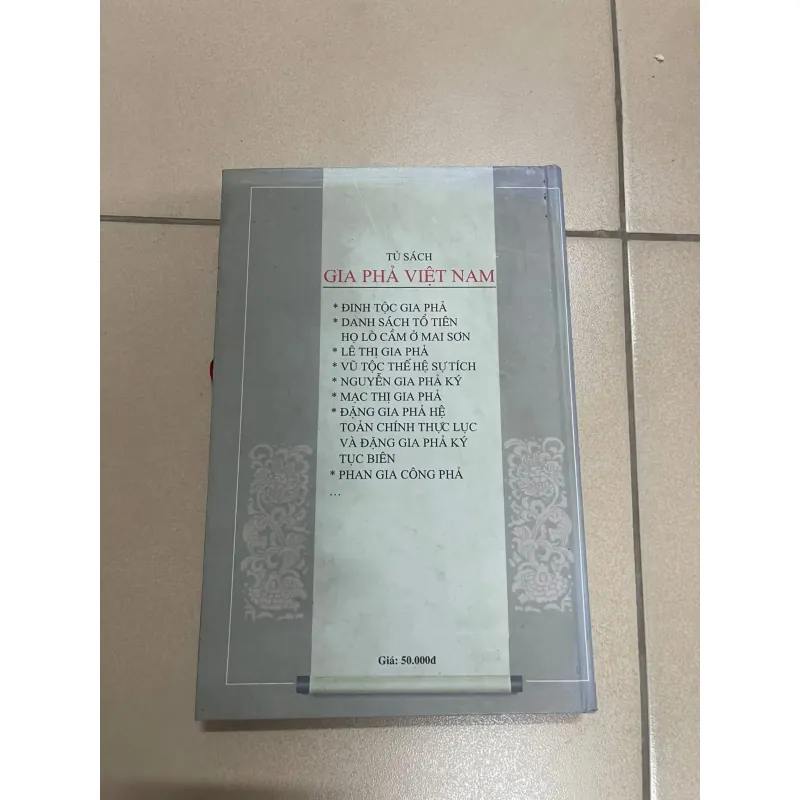 TỦ SÁCH
GIA PHẢ VIỆT NAM
* ĐINH TỘC GIA PHẢ
* DANH SÁCH TỔ TIÊN
HỌ LÒ CẦM Ở MAI SƠN
* LÊ THỊ GIA PHẢ
* VŨ TỘC THẾ HỆ SỰ TÍCH
* NGUYỄN GIA PHẢ KÝ
* MẠC THỊ GIA PHẢ
* ĐẶNG GIA PHẢ HỆ
TOẢN CHÍNH THỰC LỤC
VÀ ĐẶNG GIA PHẢ KÝ
TỤC BIÊN
* PHAN GIA CÔNG PHẢ
...
Giá: 50.000đ